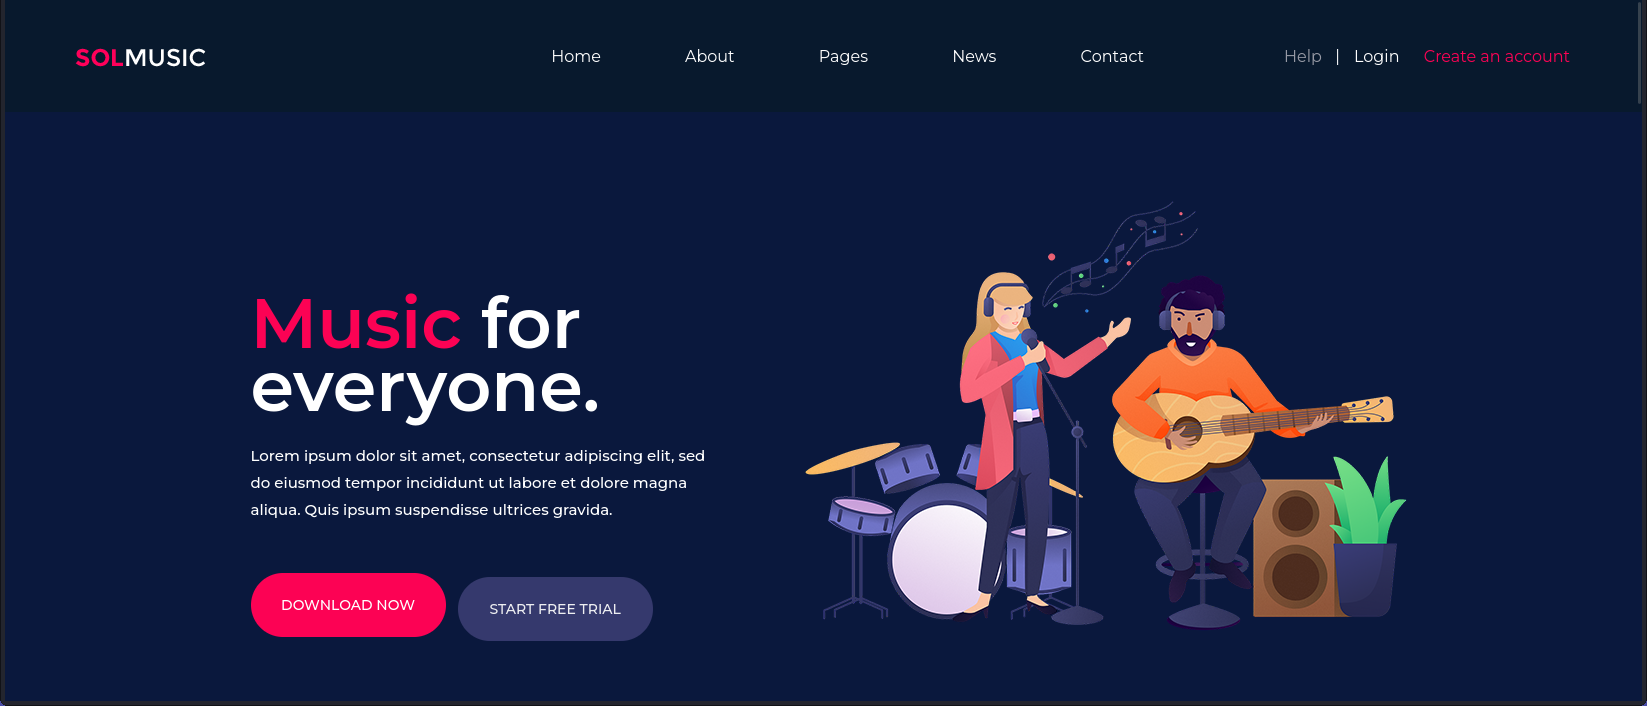 SOLMUSIC
Home About Pages News Contact
Help | Login Create an account
Music for
everyone.
Lorem ipsum dolor sit amet, consectetur adipiscing elit, sed
do eiusmod tempor incididunt ut labore et dolore magna
aliqua. Quis ipsum suspendisse ultrices gravida.
DOWNLOAD NOW
START FREE TRIAL